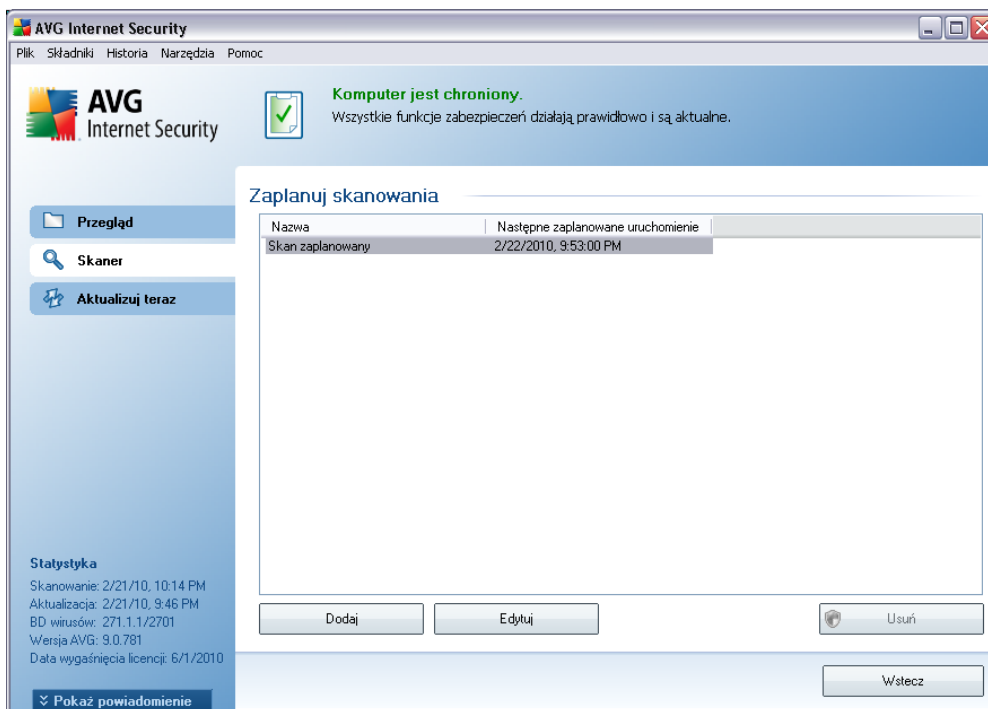 AVG Internet Security
Plik Składniki Historia Narzędzia Pomoc
AVG
Internet Security
Komputer jest chroniony.
Wszystkie funkcje zabezpieczeń działają prawidłowo i są aktualne.
Przegląd
Skaner
Aktualizuj teraz
Zaplanuj skanowania
Nazwa Następne zaplanowane uruchomienie
Skan zaplanowany 2/22/2010, 9:53:00 PM
Statystyka
Skanowanie: 2/21/10, 10:14 PM
Aktualizacja: 2/21/10, 9:46 PM
BD wirusów: 271.1.1/2701
Wersja AVG: 9.0.781
Data wygaśnięcia licencji: 6/1/2010
Pokaż powiadomienie
Dodaj Edytuj Usuń
Wstecz